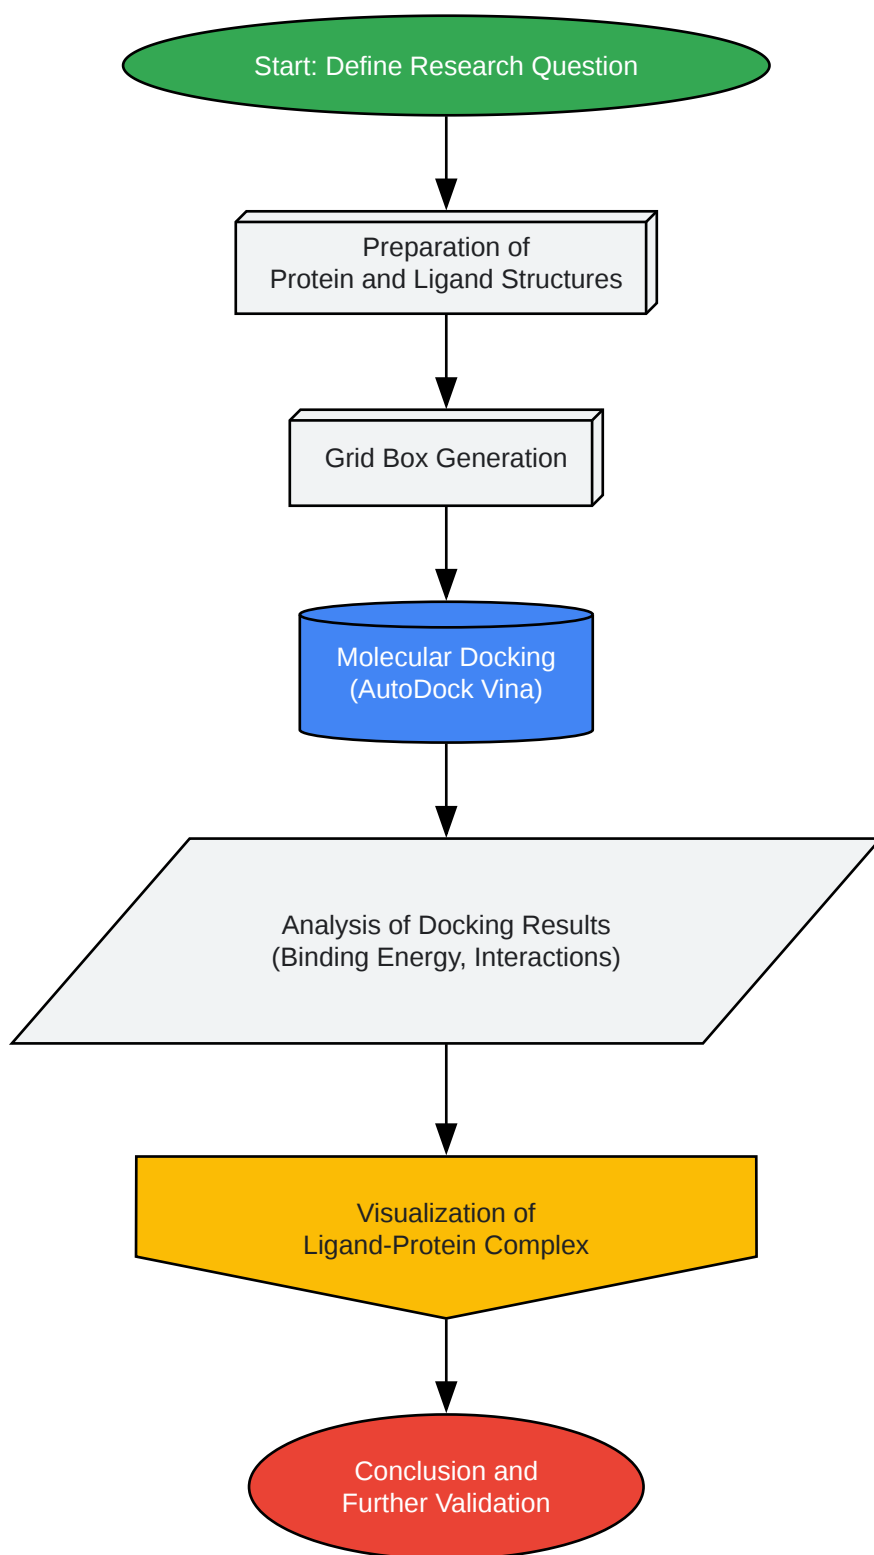 Start: Define Research Question
Preparation of
Protein and Ligand Structures
Grid Box Generation
Molecular Docking
(AutoDock Vina)
Analysis of Docking Results
(Binding Energy, Interactions)
Visualization of
Ligand-Protein Complex
Conclusion and
Further Validation